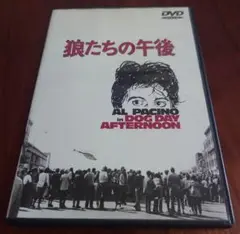 DVD
狼たちの午後
AL PACINO
in DOG DAY
AFTERNOON